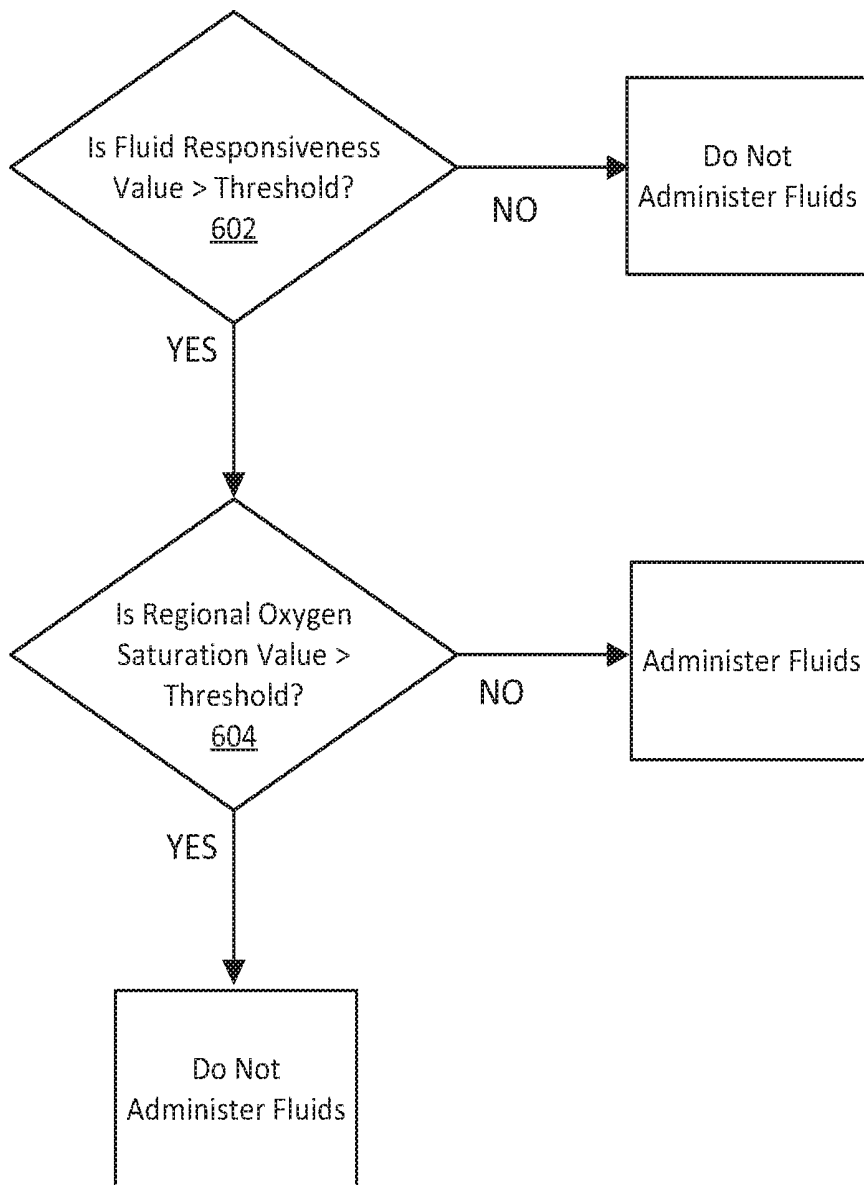 Is Fluid Responsiveness
Value > Threshold?
602
NO
Do Not
Administer Fluids
YES
Is Regional Oxygen
Saturation Value >
Threshold?
604
NO
Administer Fluids
YES
Do Not
Administer Fluids